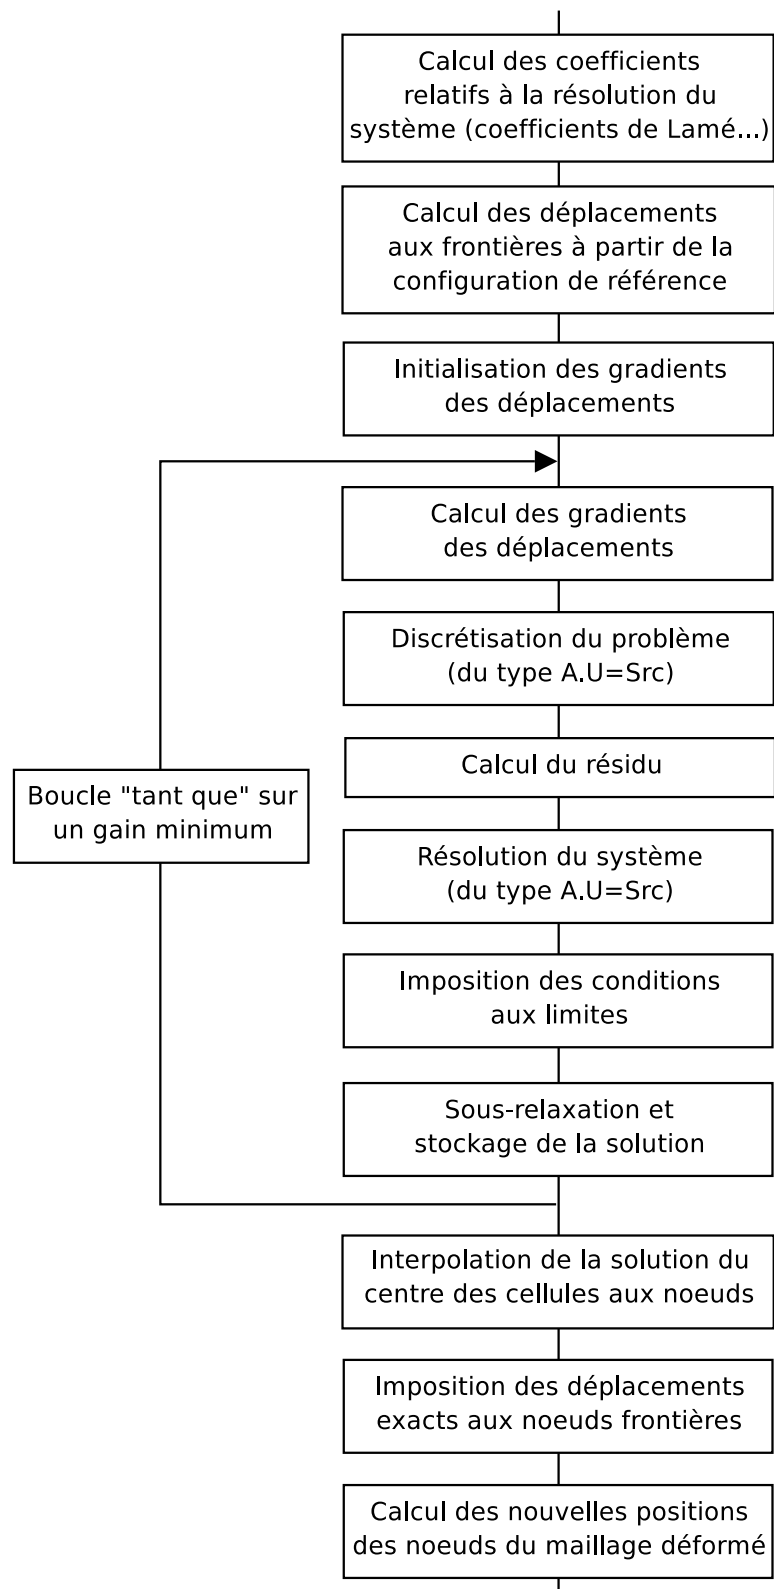 Calcul des coefficients
relatifs à la résolution du
système (coefficients de Lamé...)
Calcul des déplacements
aux frontières à partir de la
configuration de référence
Initialisation des gradients
des déplacements
Calcul des gradients
des déplacements
Discrétisation du problème
(du type A.U=Src)
Calcul du résidu
Boucle "tant que" sur
un gain minimum
Résolution du système
(du type A.U=Src)
Imposition des conditions
aux limites
Sous-relaxation et
stockage de la solution
Interpolation de la solution du
centre des cellules aux noeuds
Imposition des déplacements
exacts aux noeuds frontières
Calcul des nouvelles positions
des noeuds du maillage déformé